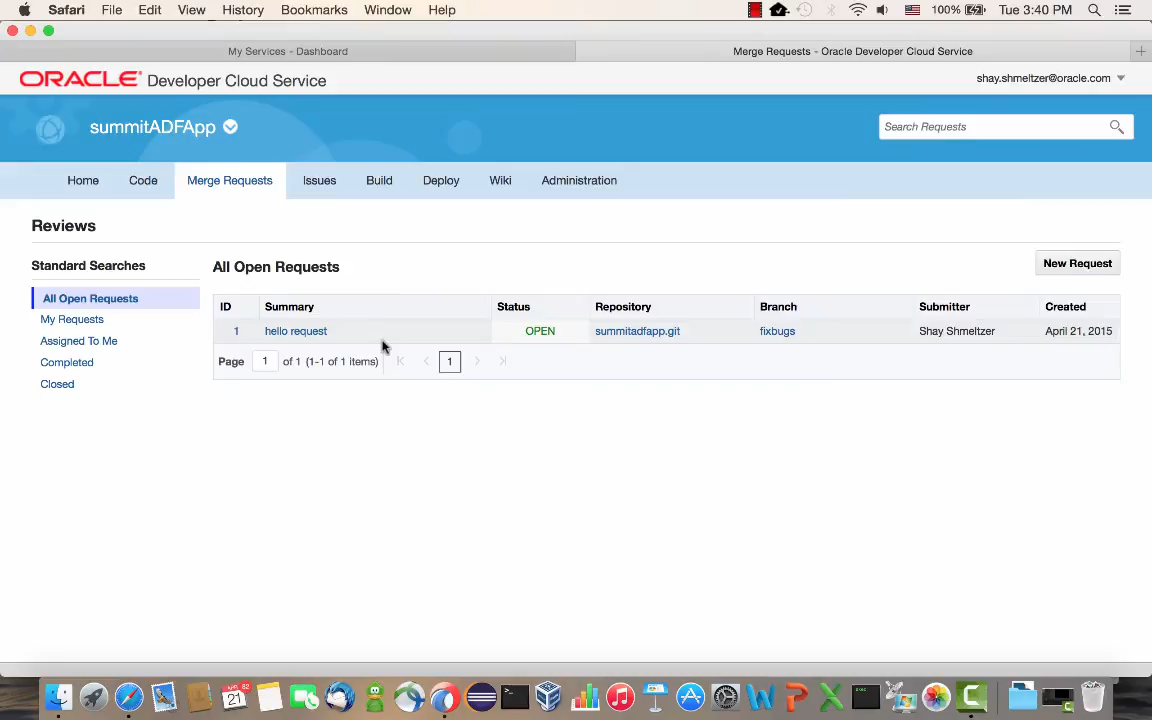 Safari File Edit View History Bookmarks Window Help 100% Tue 3:40 PM
My Services - Dashboard Merge Requests - Oracle Developer Cloud Service
ORACLE Developer Cloud Service shay.shmeltzer@oracle.com
summitADFApp Search Requests
Home Code Merge Requests Issues Build Deploy Wiki Administration
Reviews
Standard Searches
All Open Requests
My Requests
Assigned To Me
Completed
Closed
All Open Requests New Request
ID Summary Status Repository Branch Submitter Created
1 hello request OPEN summitadfapp.git fixbugs Shay Shmeltzer April 21, 2015
Page 1 of 1 (1-1 of 1 items) 1
21